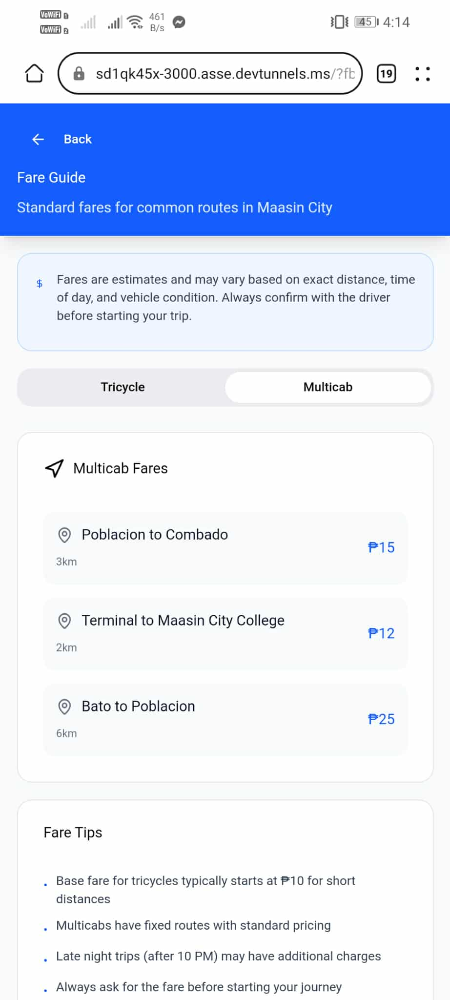 VoWiFi 1
VoWiFi 2
461
B/s
45
4:14
sd1qk45x-3000.asse.devtunnels.ms/?fb
19
Back
Fare Guide
Standard fares for common routes in Maasin City
$
Fares are estimates and may vary based on exact distance, time
of day, and vehicle condition. Always confirm with the driver
before starting your trip.
Tricycle
Multicab
Multicab Fares
Poblacion to Combado
₱15
3km
Terminal to Maasin City College
₱12
2km
Bato to Poblacion
₱25
6km
Fare Tips
• Base fare for tricycles typically starts at ₱10 for short
distances
• Multicabs have fixed routes with standard pricing
• Late night trips (after 10 PM) may have additional charges
• Always ask for the fare before starting your journey